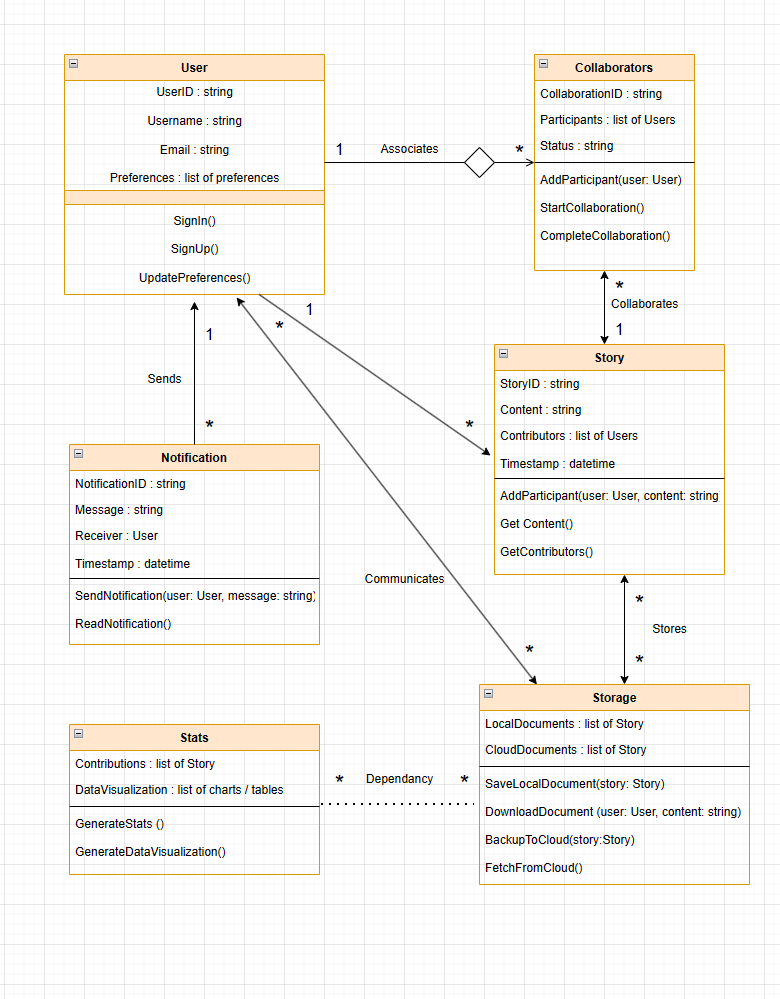 User
UserID : string
Username : string
Email : string
Preferences : list of preferences
SignIn()
SignUp()
UpdatePreferences()
1
Associates
*
Collaborators
CollaborationID : string
Participants : list of Users
Status : string
AddParticipant(user: User)
StartCollaboration()
CompleteCollaboration()
*
Collaborates
1
1
*
1
Sends
*
*
Story
StoryID : string
Content : string
Contributors : list of Users
Timestamp : datetime
AddParticipant(user: User, content: string
Get Content()
GetContributors()
Notification
NotificationID : string
Message : string
Receiver : User
Timestamp : datetime
SendNotification(user: User, message: string)
ReadNotification()
Communicates
*
*
Stores
*
Storage
LocalDocuments : list of Story
CloudDocuments : list of Story
SaveLocalDocument(story: Story)
DownloadDocument (user: User, content: string)
BackupToCloud(story:Story)
FetchFromCloud()
Stats
Contributions : list of Story
DataVisualization : list of charts / tables
GenerateStats ()
GenerateDataVisualization()
*
Dependancy
*